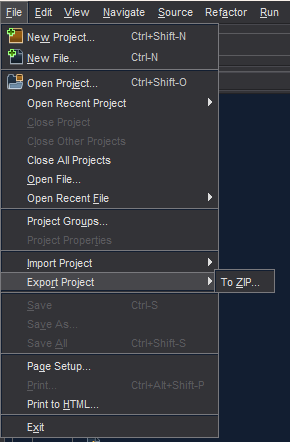 File Edit View Navigate Source Refactor Run
New Project... Ctrl+Shift-N
New File... Ctrl-N
Open Project... Ctrl+Shift-O
Open Recent Project
Close Project
Close Other Projects
Close All Projects
Open File...
Open Recent File
Project Groups...
Project Properties
Import Project
Export Project To ZIP...
Save Ctrl-S
Save As...
Save All Ctrl+Shift-S
Page Setup...
Print... Ctrl+Alt+Shift-P
Print to HTML...
Exit